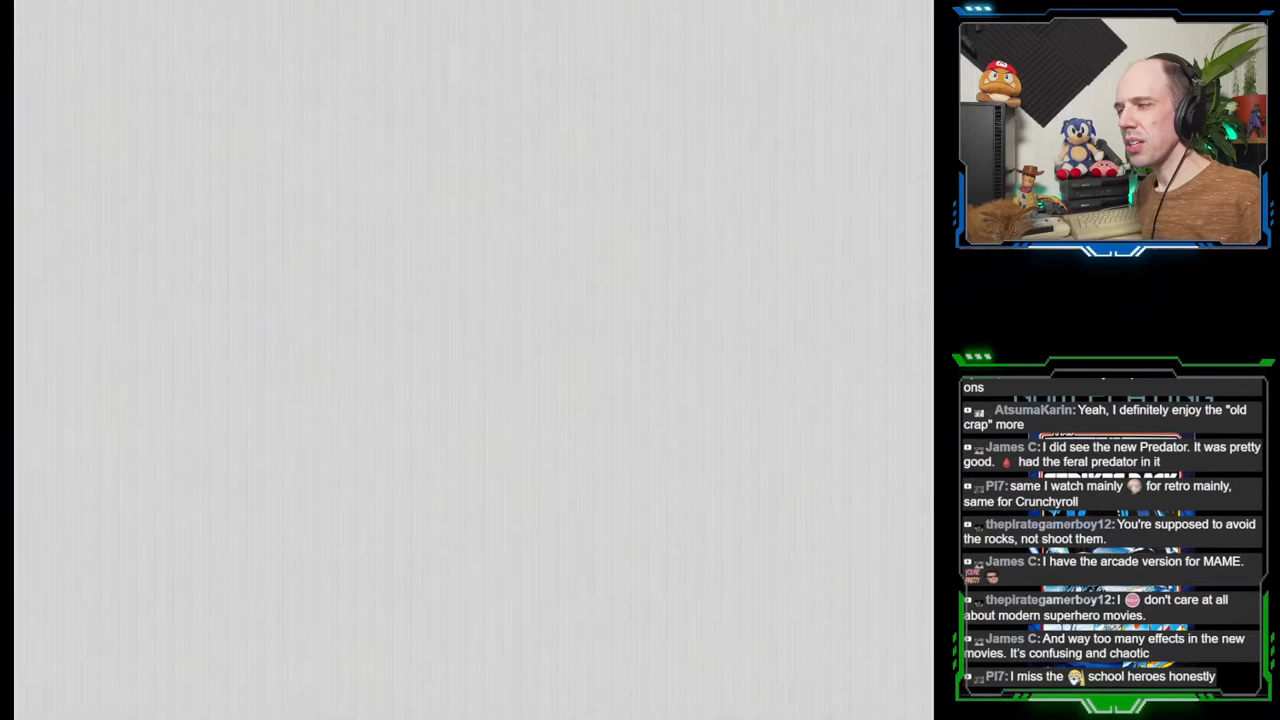 ons
AtsumaKarin: Yeah, I definitely enjoy the "old
crap" more
James C: I did see the new Predator. It was pretty
good. had the feral predator in it
PI7: same I watch mainly for retro mainly,
same for Crunchyroll
thepirategamerboy12: You're supposed to avoid
the rocks, not shoot them.
James C: I have the arcade version for MAME.
thepirategamerboy12: I don't care at all
about modern superhero movies.
James C: And way too many effects in the new
movies. It's confusing and chaotic
PI7: I miss the school heroes honestly